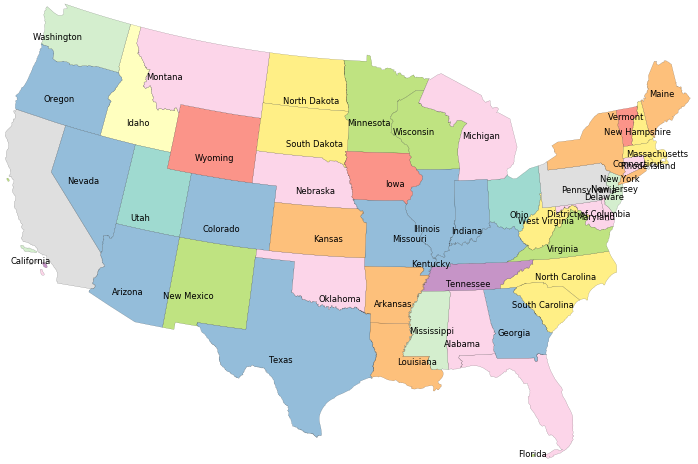 Washington
Oregon
California
Montana
Idaho
Wyoming
Nevada
Utah
Colorado
Arizona
New Mexico
North Dakota
South Dakota
Nebraska
Kansas
Oklahoma
Texas
Minnesota
Wisconsin
Iowa
Illinois
Missouri
Arkansas
Louisiana
Michigan
Indiana
Ohio
Kentucky
Tennessee
Mississippi
Alabama
Georgia
Florida
Maine
Vermont
New Hampshire
Massachusetts
Connecticut
Rhode Island
New York
Pennsylvania
New Jersey
Delaware
District of Columbia
Maryland
West Virginia
Virginia
North Carolina
South Carolina